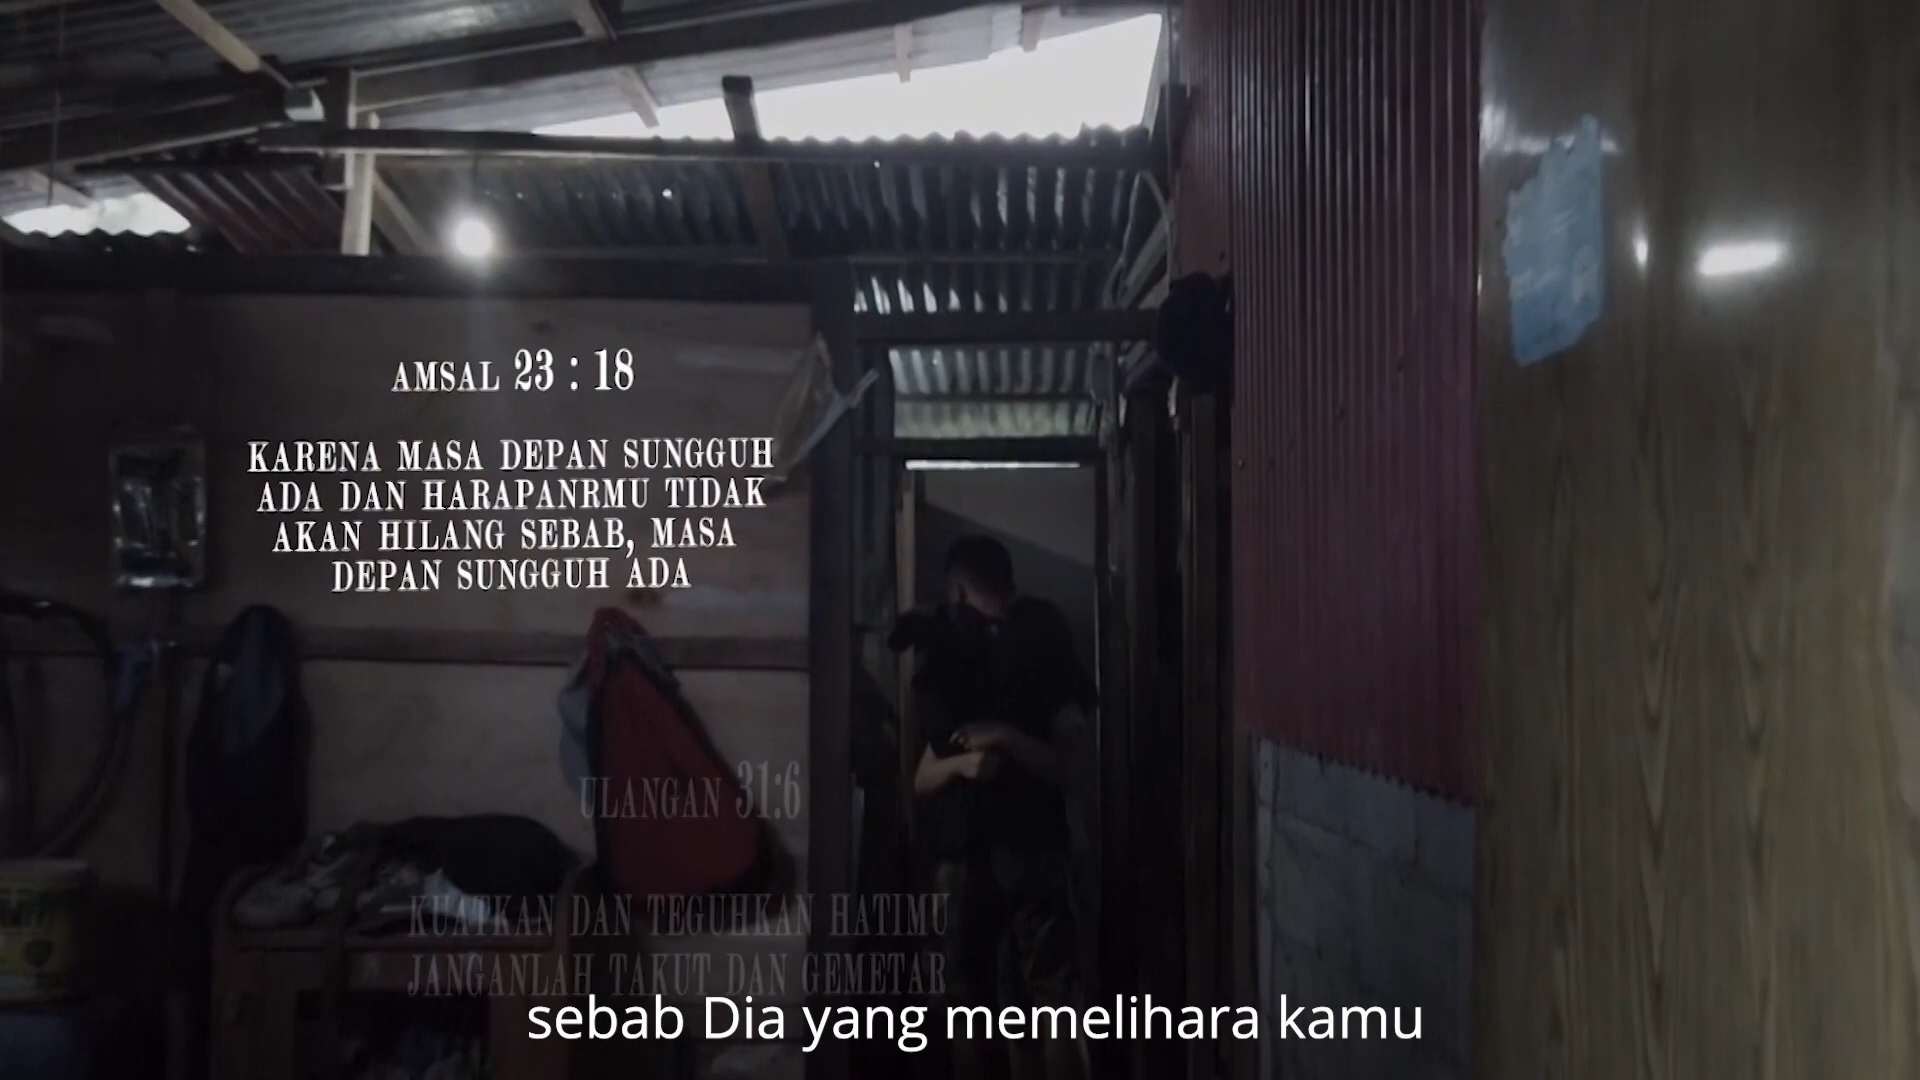 AMSAL 23 : 18
KARENA MASA DEPAN SUNGGUH
ADA DAN HARAPANRMU TIDAK
AKAN HILANG SEBAB, MASA
DEPAN SUNGGUH ADA
ULANGAN 31:6
KUATKAN DAN TEGUHKAN HATIMU
JANGANLAH TAKUT DAN GEMETAR
sebab Dia yang memelihara kamu